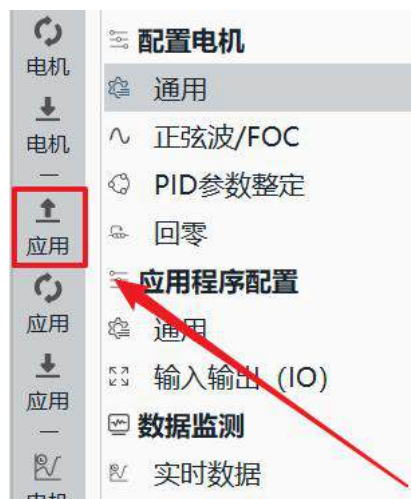 电机
电机
应用
应用
应用
配置电机
通用
正弦波/FOC
PID参数整定
回零
应用程序配置
通用
输入输出（IO）
数据监测
实时数据